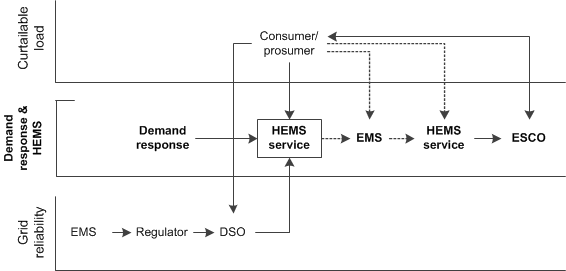 Curtailable
load
Consumer/
prosumer
Demand
response &
HEMS
Demand
response
HEMS
service
EMS
HEMS
service
ESCO
Grid
reliability
EMS
Regulator
DSO